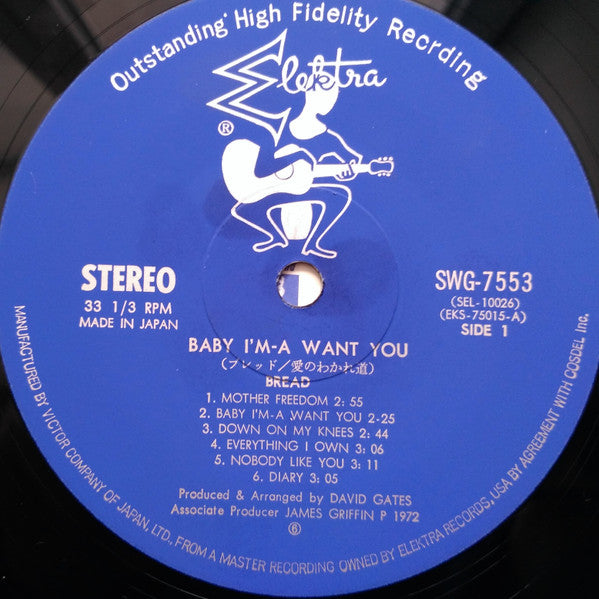 Outstanding High Fidelity Recrding
Elektra
®
STEREO
33 1/3 RPM
MADE IN JAPAN
SWG-7553
(SEL-10026)
(EKS-75015-A)
SIDE 1
BABY I'M-A WANT YOU
(ブレッド/愛のわかれ道)
BREAD
1. MOTHER FREEDOM 2: 55
2. BABY I'M-A WANT YOU 2-25
3. DOWN ON MY KNEES 2: 44
4. EVERYTHING I OWN 3: 06
5. NOBODY LIKE YOU 3: 11
6. DIARY 3: 05
Produced & Arranged by DAVID GATES
Associate Producer JAMES GRIFFIN P 1972
⑥
MANUFACTURED BY VICTOR COMPANY OF JAPAN, LTD., FROM A MASTER RECORDING OWNED BY ELEKTRA RECORDS, USA BY AGREEMENT WITH COSDEL Inc.